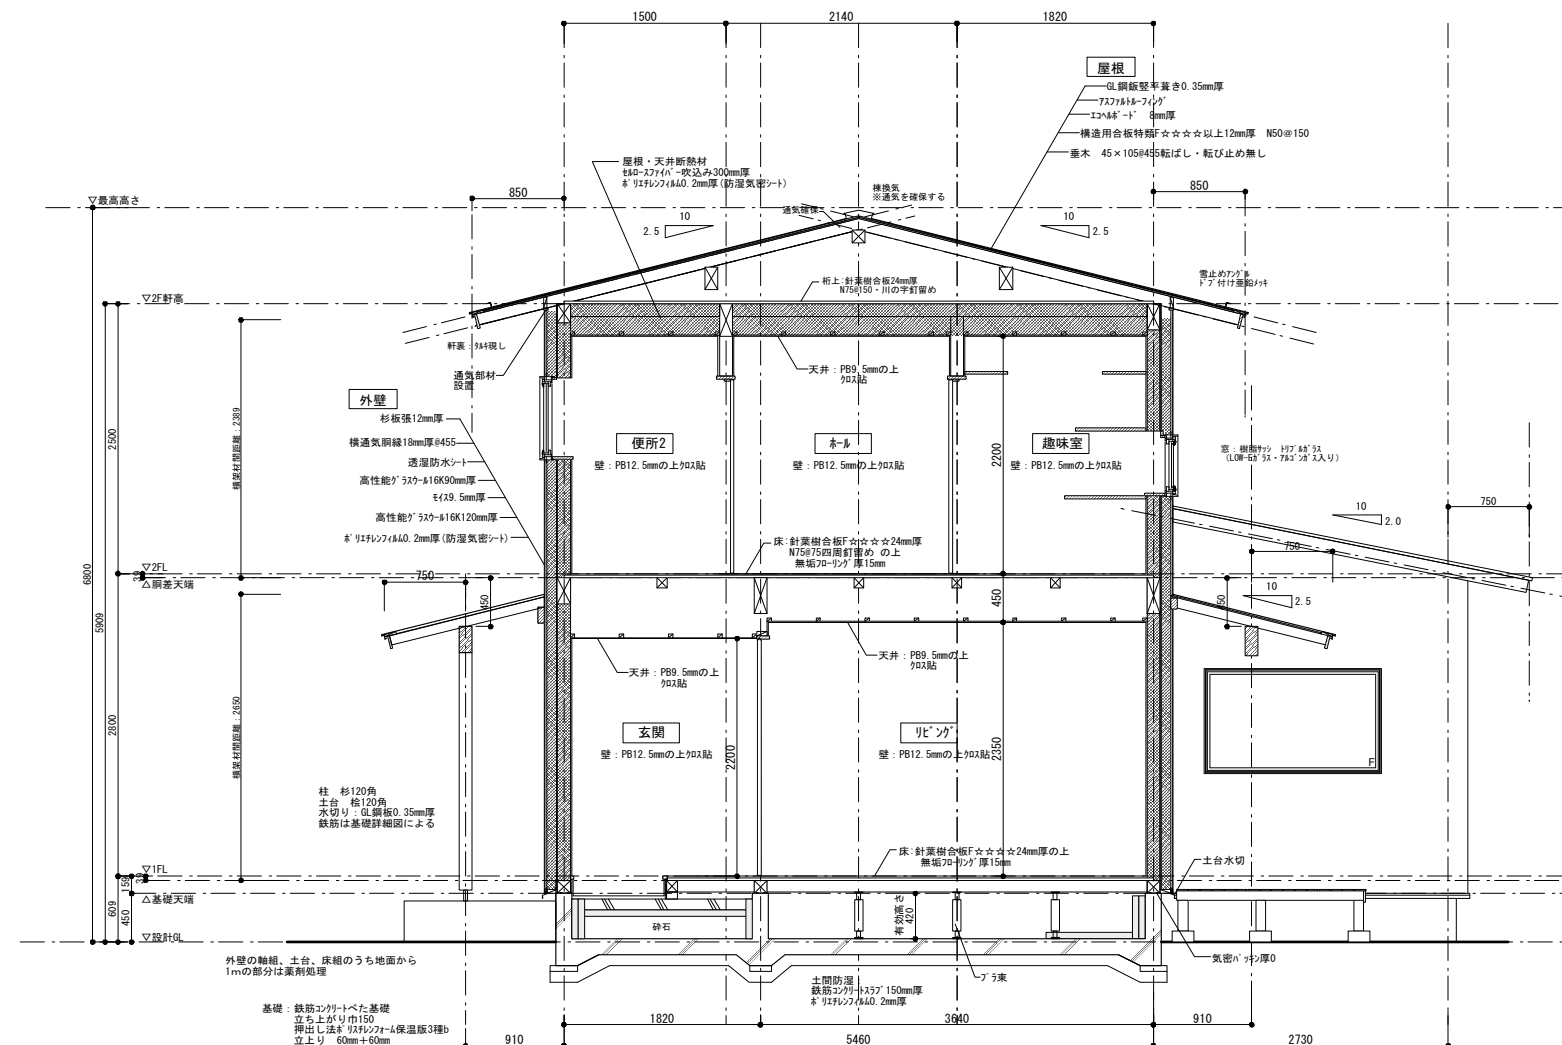 1500
2140
1820
屋根
GL鋼鈑竪平葺き0.35mm厚
ｱｽﾌｧﾙﾄﾙｰﾌｨﾝｸﾞ
ｴｺﾍﾙﾎﾞｰﾄﾞ 8mm厚
構造用合板特類F☆☆☆☆以上12mm厚 N50@150
垂木 45×105@455転ばし・転び止め無し
屋根・天井断熱材
ｾﾙﾛｰｽﾌｧｲﾊﾞｰ吹込み300mm厚
ﾎﾟﾘｴﾁﾚﾝﾌｨﾙﾑ0.2mm厚(防湿気密ｼｰﾄ)
棟換気
※通気を確保する
通気確保
850
850
▽最高高さ
10
2.5
10
2.5
桁上:針葉樹合板24mm厚
N75@150・川の字釘留め
雪止めｱﾝｸﾞﾙ
ﾄﾞﾌﾞ付け亜鉛ﾒｯｷ
▽2F軒高
軒裏：ﾀﾙｷ現し
通気部材
設置
天井：PB9.5mmの上
ｸﾛｽ貼
外壁
杉板張12mm厚
横通気胴縁18mm厚@455
透湿防水ｼｰﾄ
高性能ｸﾞﾗｽｳｰﾙ16K90mm厚
ﾓｲｽ9.5mm厚
高性能ｸﾞﾗｽｳｰﾙ16K120mm厚
ﾎﾟﾘｴﾁﾚﾝﾌｨﾙﾑ0.2mm厚(防湿気密ｼｰﾄ)
横架材間距離：2389
2500
便所2
壁：PB12.5mmの上ｸﾛｽ貼
ﾎｰﾙ
壁：PB12.5mmの上ｸﾛｽ貼
趣味室
壁：PB12.5mmの上ｸﾛｽ貼
2200
窓：樹脂ｻｯｼ ﾄﾘﾌﾟﾙｶﾞﾗｽ
(LOW-Eｶﾞﾗｽ・ｱﾙｺﾞﾝｶﾞｽ入り)
10
2.0
750
750
床:針葉樹合板F☆☆☆☆24mm厚
N75@75四周釘留め の上
無垢ﾌﾛｰﾘﾝｸﾞ厚15mm
▽2FL
39
△胴差天端
750
450
450
10
2.5
6800
5909
天井：PB9.5mmの上
ｸﾛｽ貼
天井：PB9.5mmの上
ｸﾛｽ貼
2800
横架材間距離：2650
玄関
壁：PB12.5mmの上ｸﾛｽ貼
2200
ﾘﾋﾞﾝｸﾞ
壁：PB12.5mmの上ｸﾛｽ貼
2350
F
柱 杉120角
土台 桧120角
水切り：GL鋼板0.35mm厚
鉄筋は基礎詳細図による
床:針葉樹合板F☆☆☆☆24mm厚の上
無垢ﾌﾛｰﾘﾝｸﾞ厚15mm
土台水切
▽1FL
39
159
△基礎天端
609
450
▽設計GL
砕石
有効高さ
420
気密ﾊﾟｯｷﾝ厚0
ﾌﾟﾗ束
外壁の軸組、土台、床組のうち地面から
1mの部分は薬剤処理
土間防湿：
鉄筋ｺﾝｸﾘｰﾄｽﾗﾌﾞ150mm厚
ﾎﾟﾘｴﾁﾚﾝﾌｨﾙﾑ0.2mm厚
基礎：鉄筋ｺﾝｸﾘｰﾄべた基礎
立ち上がり巾150
押出し法ﾎﾟﾘｽﾁﾚﾝﾌｫｰﾑ保温版3種b
立上り 60mm＋60mm
1820
3640
910
910
5460
2730